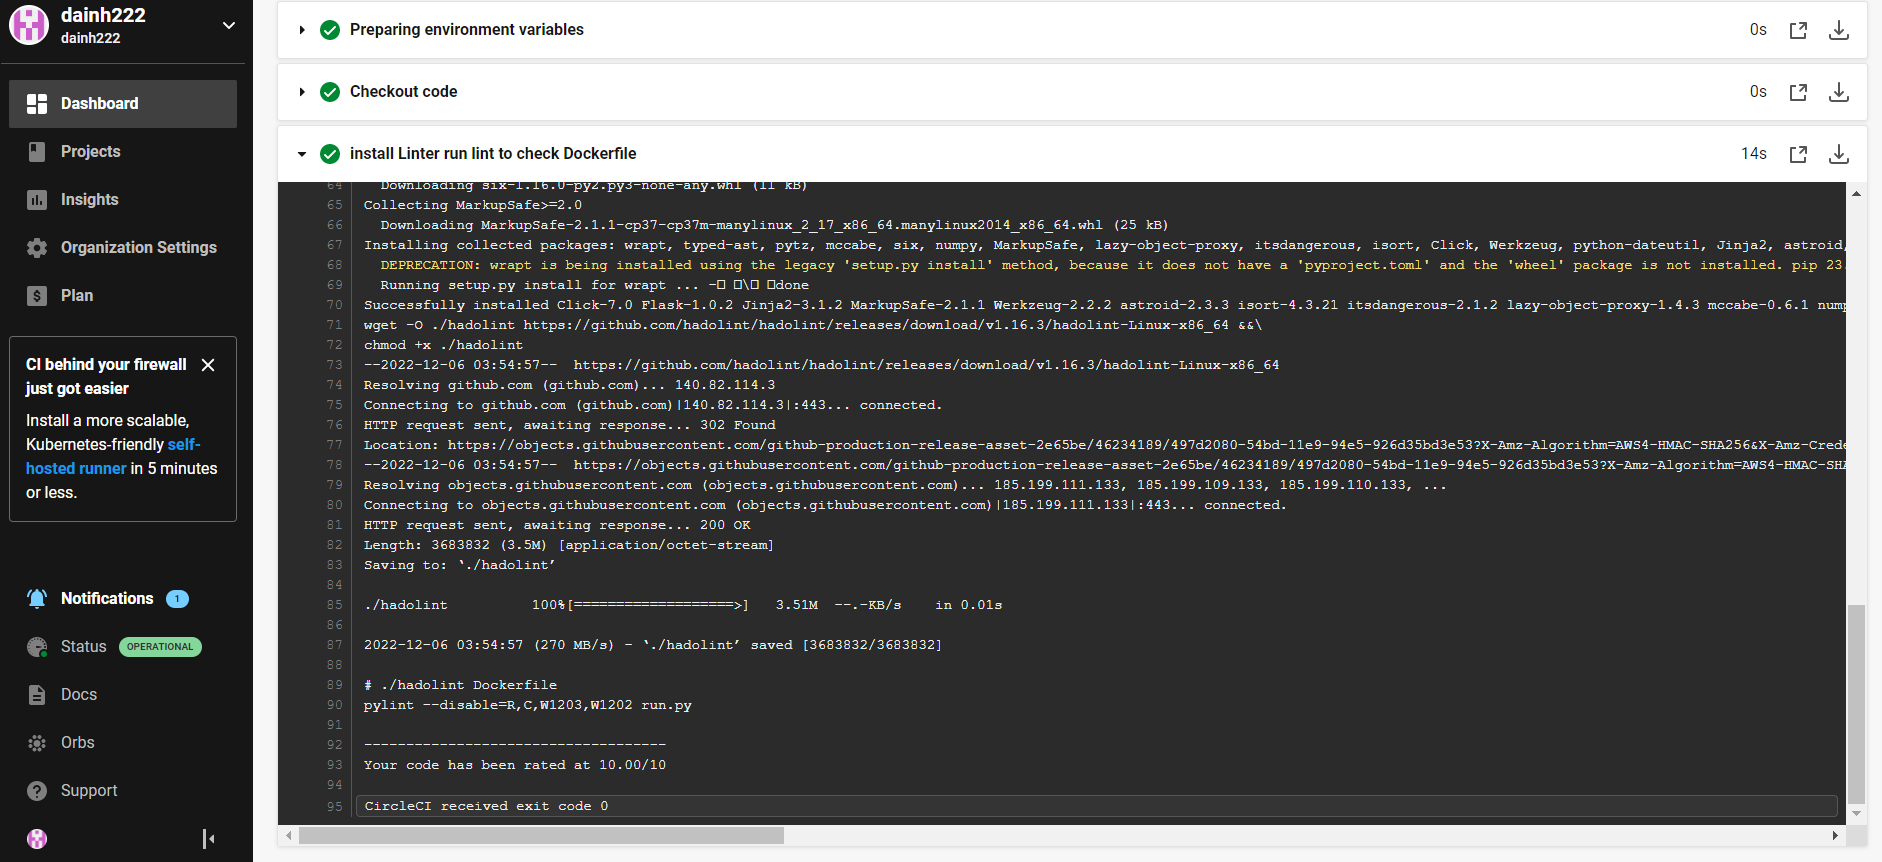 dainh222
dainh222
Dashboard
Projects
Insights
Organization Settings
Plan
CI behind your firewall
just got easier
Install a more scalable,
Kubernetes-friendly self-
hosted runner in 5 minutes
or less.
Notifications 1
Status OPERATIONAL
Docs
Orbs
Support
Preparing environment variables 0s
Checkout code 0s
install Linter run lint to check Dockerfile 14s
64 Downloading six-1.16.0-py2.py3-none-any.whl (11 kB)
65 Collecting MarkupSafe>=2.0
66 Downloading MarkupSafe-2.1.1-cp37-cp37m-manylinux_2_17_x86_64.manylinux2014_x86_64.whl (25 kB)
67 Installing collected packages: wrapt, typed-ast, pytz, mccabe, six, numpy, MarkupSafe, lazy-object-proxy, itsdangerous, isort, Click, Werkzeug, python-dateutil, Jinja2, astroid,
68 DEPRECATION: wrapt is being installed using the legacy 'setup.py install' method, because it does not have a 'pyproject.toml' and the 'wheel' package is not installed. pip 23.
69 Running setup.py install for wrapt ... -□ □\□ □done
70 Successfully installed Click-7.0 Flask-1.0.2 Jinja2-3.1.2 MarkupSafe-2.1.1 Werkzeug-2.2.2 astroid-2.3.3 isort-4.3.21 itsdangerous-2.1.2 lazy-object-proxy-1.4.3 mccabe-0.6.1 nump
71 wget -O ./hadolint https://github.com/hadolint/hadolint/releases/download/v1.16.3/hadolint-Linux-x86_64 &&\
72 chmod +x ./hadolint
73 --2022-12-06 03:54:57--  https://github.com/hadolint/hadolint/releases/download/v1.16.3/hadolint-Linux-x86_64
74 Resolving github.com (github.com)... 140.82.114.3
75 Connecting to github.com (github.com)|140.82.114.3|:443... connected.
76 HTTP request sent, awaiting response... 302 Found
77 Location: https://objects.githubusercontent.com/github-production-release-asset-2e65be/46234189/497d2080-54bd-11e9-94e5-926d35bd3e53?X-Amz-Algorithm=AWS4-HMAC-SHA256&X-Amz-Crede
78 --2022-12-06 03:54:57--  https://objects.githubusercontent.com/github-production-release-asset-2e65be/46234189/497d2080-54bd-11e9-94e5-926d35bd3e53?X-Amz-Algorithm=AWS4-HMAC-SHA
79 Resolving objects.githubusercontent.com (objects.githubusercontent.com)... 185.199.111.133, 185.199.109.133, 185.199.110.133, ...
80 Connecting to objects.githubusercontent.com (objects.githubusercontent.com)|185.199.111.133|:443... connected.
81 HTTP request sent, awaiting response... 200 OK
82 Length: 3683832 (3.5M) [application/octet-stream]
83 Saving to: ‘./hadolint’
84
85 ./hadolint          100%[===================>]   3.51M  --.-KB/s    in 0.01s
86
87 2022-12-06 03:54:57 (270 MB/s) - ‘./hadolint’ saved [3683832/3683832]
88
89 # ./hadolint Dockerfile
90 pylint --disable=R,C,W1203,W1202 run.py
91
92 ------------------------------------
93 Your code has been rated at 10.00/10
94
95 CircleCI received exit code 0